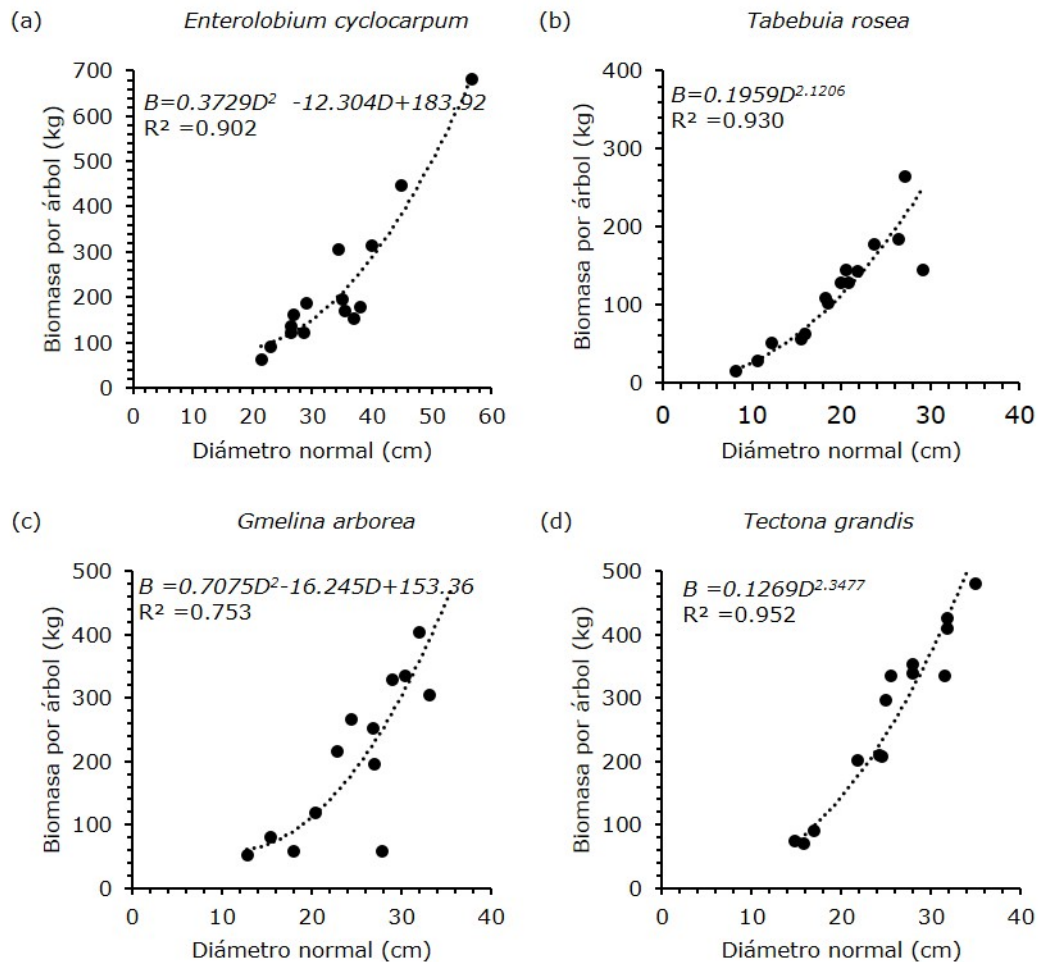 (a) Enterolobium cyclocarpum
B=0.3729D² -12.304D+183.92
R² =0.902
Biomasa por árbol (kg)
700
600
500
400
300
200
100
0
0 10 20 30 40 50 60
Diámetro normal (cm)
(b) Tabebuia rosea
B=0.1959D^2.1206
R² =0.930
Biomasa por árbol (kg)
400
300
200
100
0
0 10 20 30 40
Diámetro normal (cm)
(c) Gmelina arborea
B =0.7075D²-16.245D+153.36
R² =0.753
Biomasa por árbol (kg)
500
400
300
200
100
0
0 10 20 30 40
Diámetro normal (cm)
(d) Tectona grandis
B =0.1269D^2.3477
R² =0.952
Biomasa por árbol (kg)
500
400
300
200
100
0
0 10 20 30 40
Diámetro normal (cm)